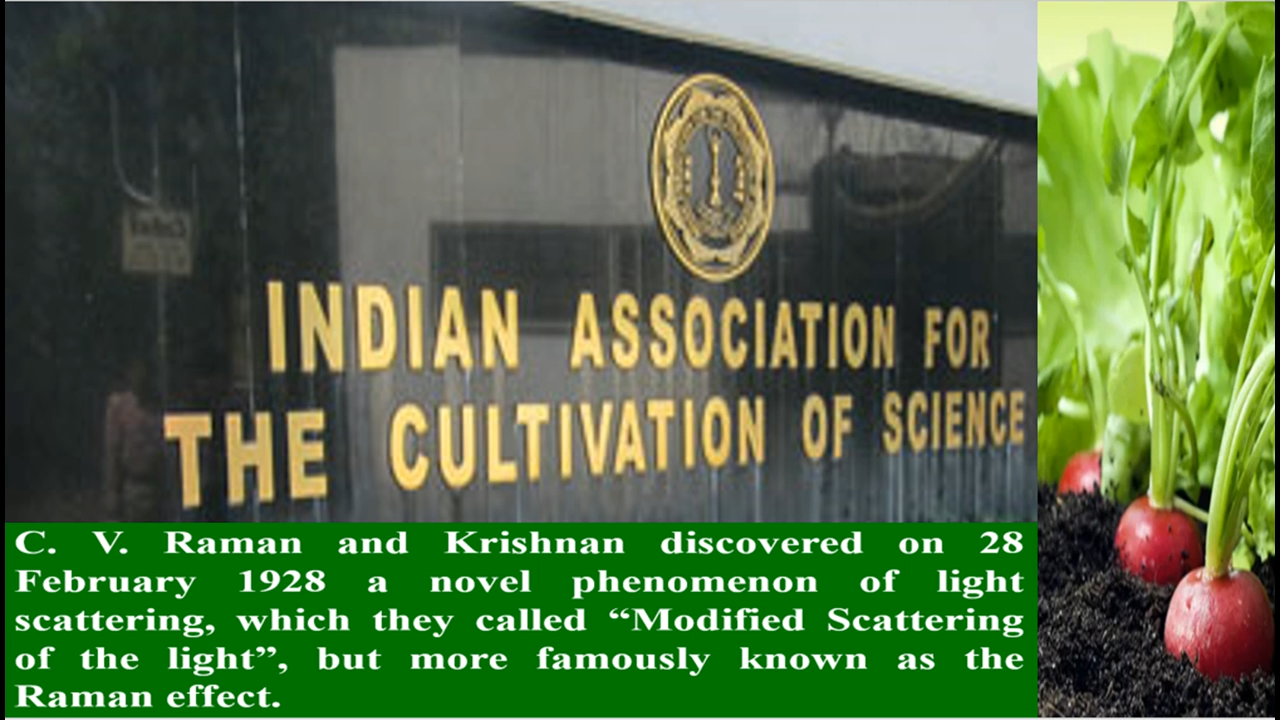 INDIAN ASSOCIATION FOR
THE CULTIVATION OF SCIENCE
C. V. Raman and Krishnan discovered on 28
February 1928 a novel phenomenon of light
scattering, which they called “Modified Scattering
of the light”, but more famously known as the
Raman effect.